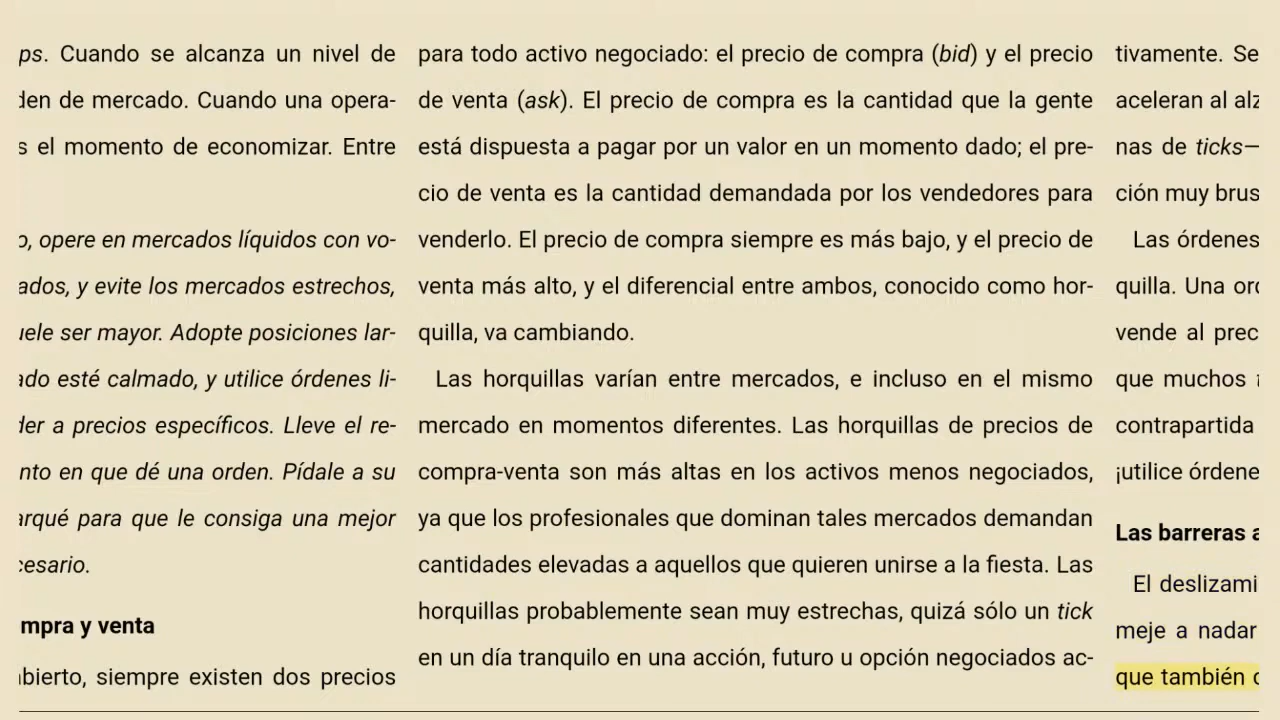 ps. Cuando se alcanza un nivel de
den de mercado. Cuando una opera-
s el momento de economizar. Entre
o, opere en mercados líquidos con vo-
ados, y evite los mercados estrechos,
uele ser mayor. Adopte posiciones lar-
ado esté calmado, y utilice órdenes li-
der a precios específicos. Lleve el re-
nto en que dé una orden. Pídale a su
arqué para que le consiga una mejor
cesario.
mpra y venta
abierto, siempre existen dos precios
para todo activo negociado: el precio de compra (bid) y el precio
de venta (ask). El precio de compra es la cantidad que la gente
está dispuesta a pagar por un valor en un momento dado; el pre-
cio de venta es la cantidad demandada por los vendedores para
venderlo. El precio de compra siempre es más bajo, y el precio de
venta más alto, y el diferencial entre ambos, conocido como hor-
quilla, va cambiando.
Las horquillas varían entre mercados, e incluso en el mismo
mercado en momentos diferentes. Las horquillas de precios de
compra-venta son más altas en los activos menos negociados,
ya que los profesionales que dominan tales mercados demandan
cantidades elevadas a aquellos que quieren unirse a la fiesta. Las
horquillas probablemente sean muy estrechas, quizá sólo un tick
en un día tranquilo en una acción, futuro u opción negociados ac-
tivamente. Se
aceleran al alz
nas de ticks—
ción muy brus
Las órdenes
quilla. Una ord
vende al prec
que muchos
contrapartida
¡utilice órdene
Las barreras a
El deslizami
meje a nadar
que también